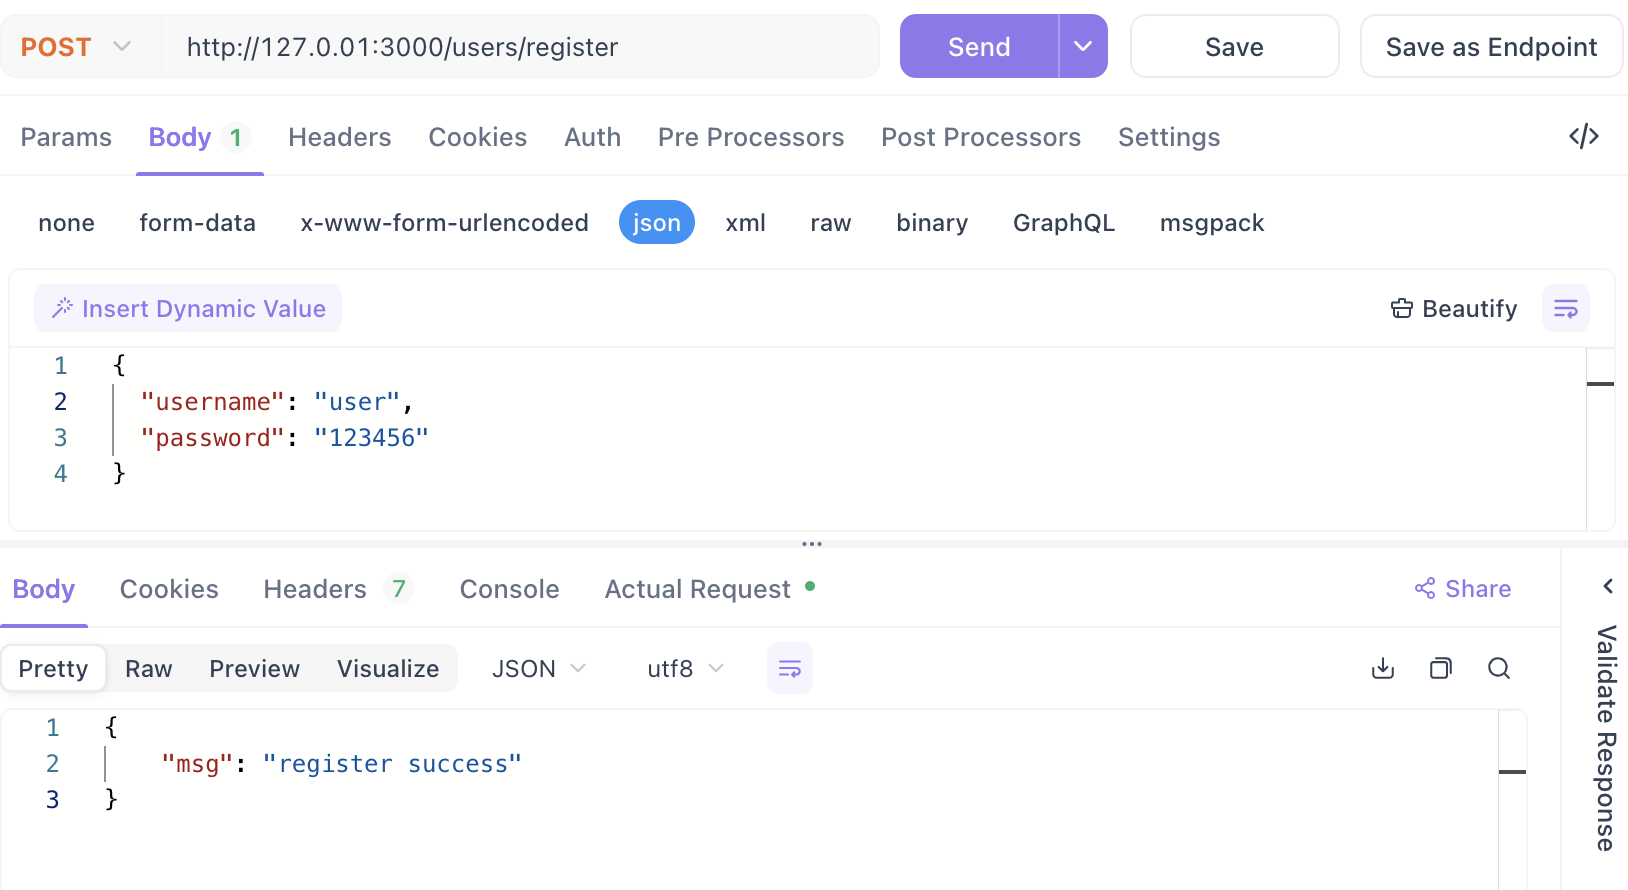 POST http://127.0.01:3000/users/register Send Save Save as Endpoint
Params Body 1 Headers Cookies Auth Pre Processors Post Processors Settings </>
none form-data x-www-form-urlencoded json xml raw binary GraphQL msgpack
Insert Dynamic Value Beautify
1 {
2 "username": "user",
3 "password": "123456"
4 }
Body Cookies Headers 7 Console Actual Request Share
Pretty Raw Preview Visualize JSON utf8
1 {
2 "msg": "register success"
3 }
Validate Response